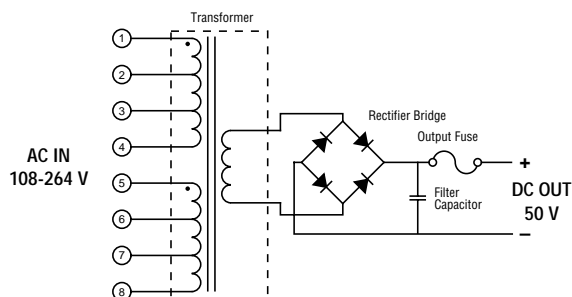 Transformer
1
2
3
4
AC IN
108-264 V
5
6
7
8
Rectifier Bridge
Output Fuse
Filter
Capacitor
+
DC OUT
50 V
–